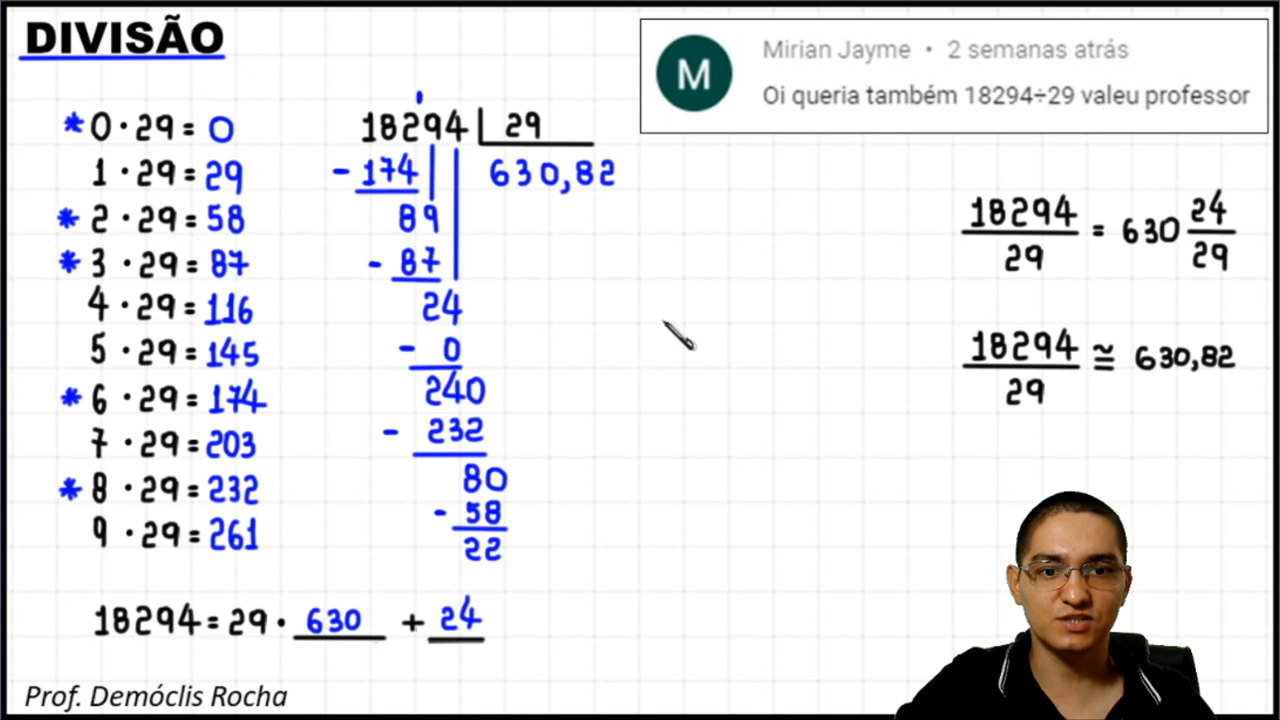 DIVISÃO
Mirian Jayme • 2 semanas atrás
M
Oi queria também 18294÷29 valeu professor
* 0 · 29 = 0
1 · 29 = 29
* 2 · 29 = 58
* 3 · 29 = 87
4 · 29 = 116
5 · 29 = 145
* 6 · 29 = 174
7 · 29 = 203
* 8 · 29 = 232
9 · 29 = 261
18294 29
- 174 630,82
89
- 87
24
- 0
240
- 232
80
- 58
22
18294 = 29 · 630 + 24
18294
29
= 630
24
29
18294
29
≅ 630,82
Prof. Demóclis Rocha